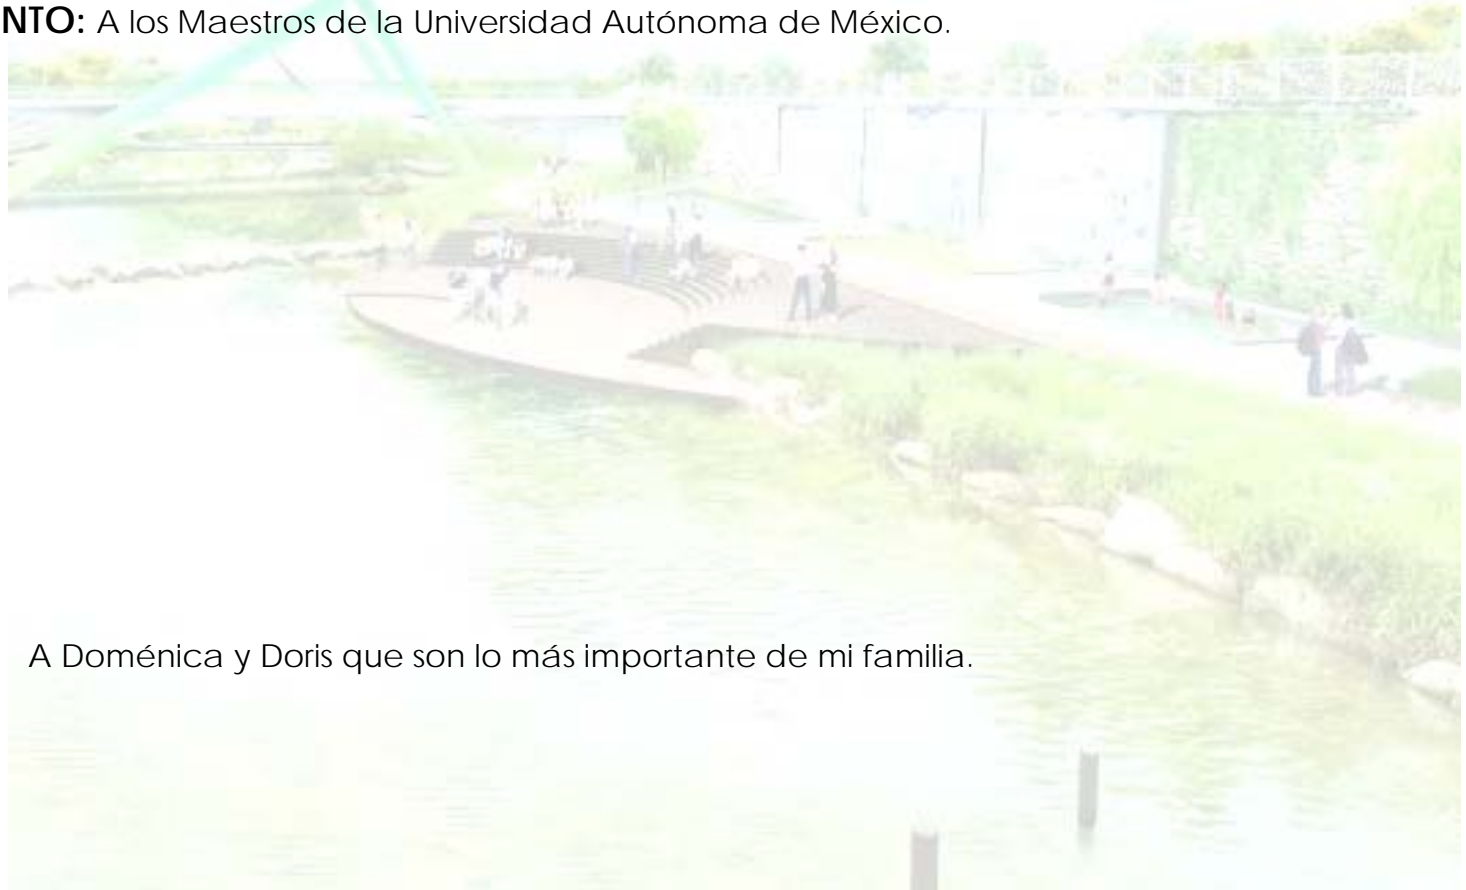 NTO: A los Maestros de la Universidad Autónoma de México.
A Doménica y Doris que son lo más importante de mi familia.